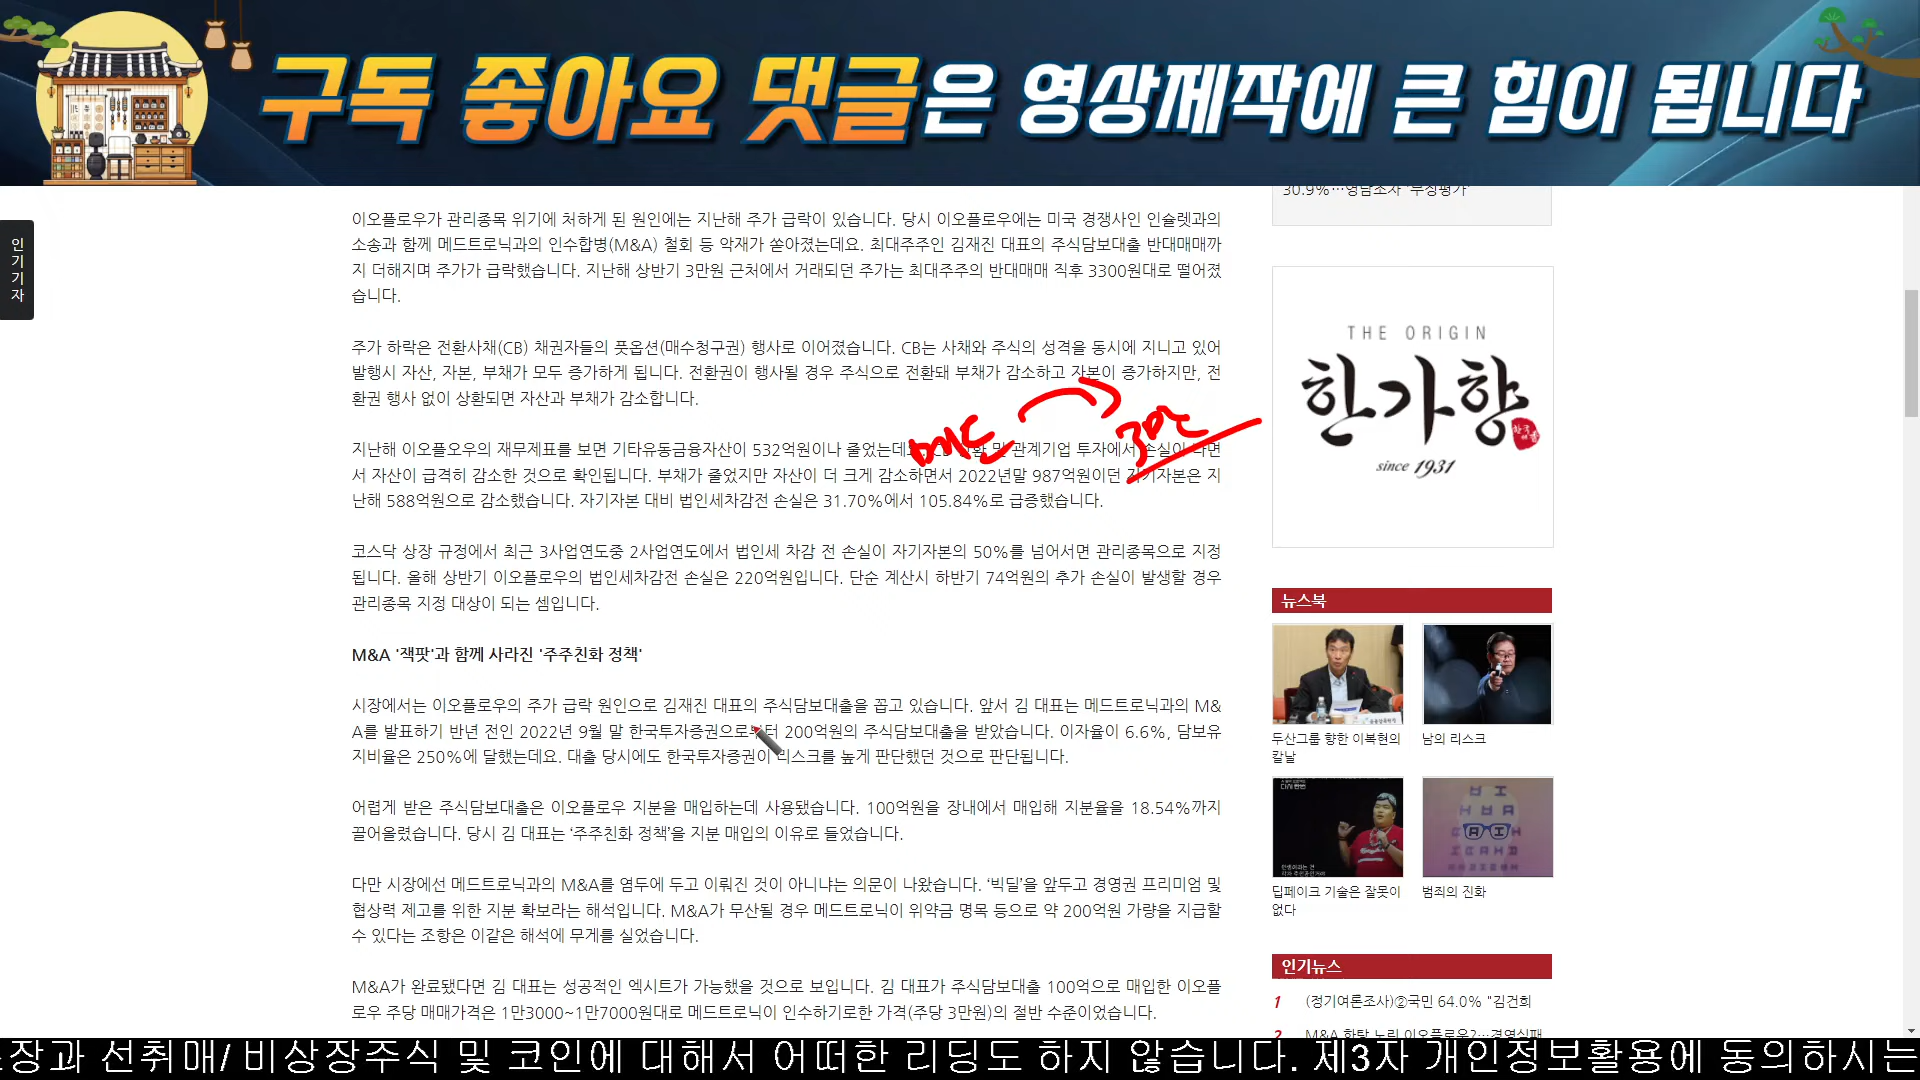 구독 좋아요 댓글은 영상제작에 큰 힘이 됩니다
인기기자
이오플로우가 관리종목 위기에 처하게 된 원인에는 지난해 주가 급락이 있습니다. 당시 이오플로우에는 미국 경쟁사인 인슐렛과의
소송과 함께 메드트로닉과의 인수합병(M&A) 철회 등 악재가 쏟아졌는데요. 최대주주인 김재진 대표의 주식담보대출 반대매매까
지 더해지며 주가가 급락했습니다. 지난해 상반기 3만원 근처에서 거래되던 주가는 최대주주의 반대매매 직후 3300원대로 떨어졌
습니다.
주가 하락은 전환사채(CB) 채권자들의 풋옵션(매수청구권) 행사로 이어졌습니다. CB는 사채와 주식의 성격을 동시에 지니고 있어
발행시 자산, 자본, 부채가 모두 증가하게 됩니다. 전환권이 행사될 경우 주식으로 전환돼 부채가 감소하고 자본이 증가하지만, 전
환권 행사 없이 상환되면 자산과 부채가 감소합니다.
지난해 이오플오우의 재무제표를 보면 기타유동금융자산이 532억원이나 줄었는데 관계기업 투자에서 손실이
서 자산이 급격히 감소한 것으로 확인됩니다. 부채가 줄었지만 자산이 더 크게 감소하면서 2022년말 987억원이던 자기자본은 지
난해 588억원으로 감소했습니다. 자기자본 대비 법인세차감전 손실은 31.70%에서 105.84%로 급증했습니다.
코스닥 상장 규정에서 최근 3사업연도중 2사업연도에서 법인세 차감 전 손실이 자기자본의 50%를 넘어서면 관리종목으로 지정
됩니다. 올해 상반기 이오플로우의 법인세차감전 손실은 220억원입니다. 단순 계산시 하반기 74억원의 추가 손실이 발생할 경우
관리종목 지정 대상이 되는 셈입니다.
M&A '잭팟'과 함께 사라진 '주주친화 정책'
시장에서는 이오플로우의 주가 급락 원인으로 김재진 대표의 주식담보대출을 꼽고 있습니다. 앞서 김 대표는 메드트로닉과의 M&
A를 발표하기 반년 전인 2022년 9월 말 한국투자증권으로부터 200억원의 주식담보대출을 받았습니다. 이자율이 6.6%, 담보유
지비율은 250%에 달했는데요. 대출 당시에도 한국투자증권이 리스크를 높게 판단했던 것으로 판단됩니다.
어렵게 받은 주식담보대출은 이오플로우 지분을 매입하는데 사용됐습니다. 100억원을 장내에서 매입해 지분율을 18.54%까지
끌어올렸습니다. 당시 김 대표는 ‘주주친화 정책’을 지분 매입의 이유로 들었습니다.
다만 시장에선 메드트로닉과의 M&A를 염두에 두고 이뤄진 것이 아니냐는 의문이 나왔습니다. ‘빅딜’을 앞두고 경영권 프리미엄 및
협상력 제고를 위한 지분 확보라는 해석입니다. M&A가 무산될 경우 메드트로닉이 위약금 명목 등으로 약 200억원 가량을 지급할
수 있다는 조항은 이같은 해석에 무게를 실었습니다.
M&A가 완료됐다면 김 대표는 성공적인 엑시트가 가능했을 것으로 보입니다. 김 대표가 주식담보대출 100억으로 매입한 이오플
로우 주당 매매가격은 1만3000~1만7000원대로 메드트로닉이 인수하기로한 가격(주당 3만원)의 절반 수준이었습니다.
30.9%…영남조차 '부정평가'
THE ORIGIN
한가향
한국의품
since 1931
뉴스북
두산그룹 향한 이복현의
칼날
남의 리스크
딥페이크 기술은 잘못이
없다
범죄의 진화
인기뉴스
1 (정기여론조사)②국민 64.0% "김건희
2 M&A 한탕 노린 이오플로우?…경영실패
장과 선취매/ 비상장주식 및 코인에 대해서 어떠한 리딩도 하지 않습니다. 제3자 개인정보활용에 동의하시는